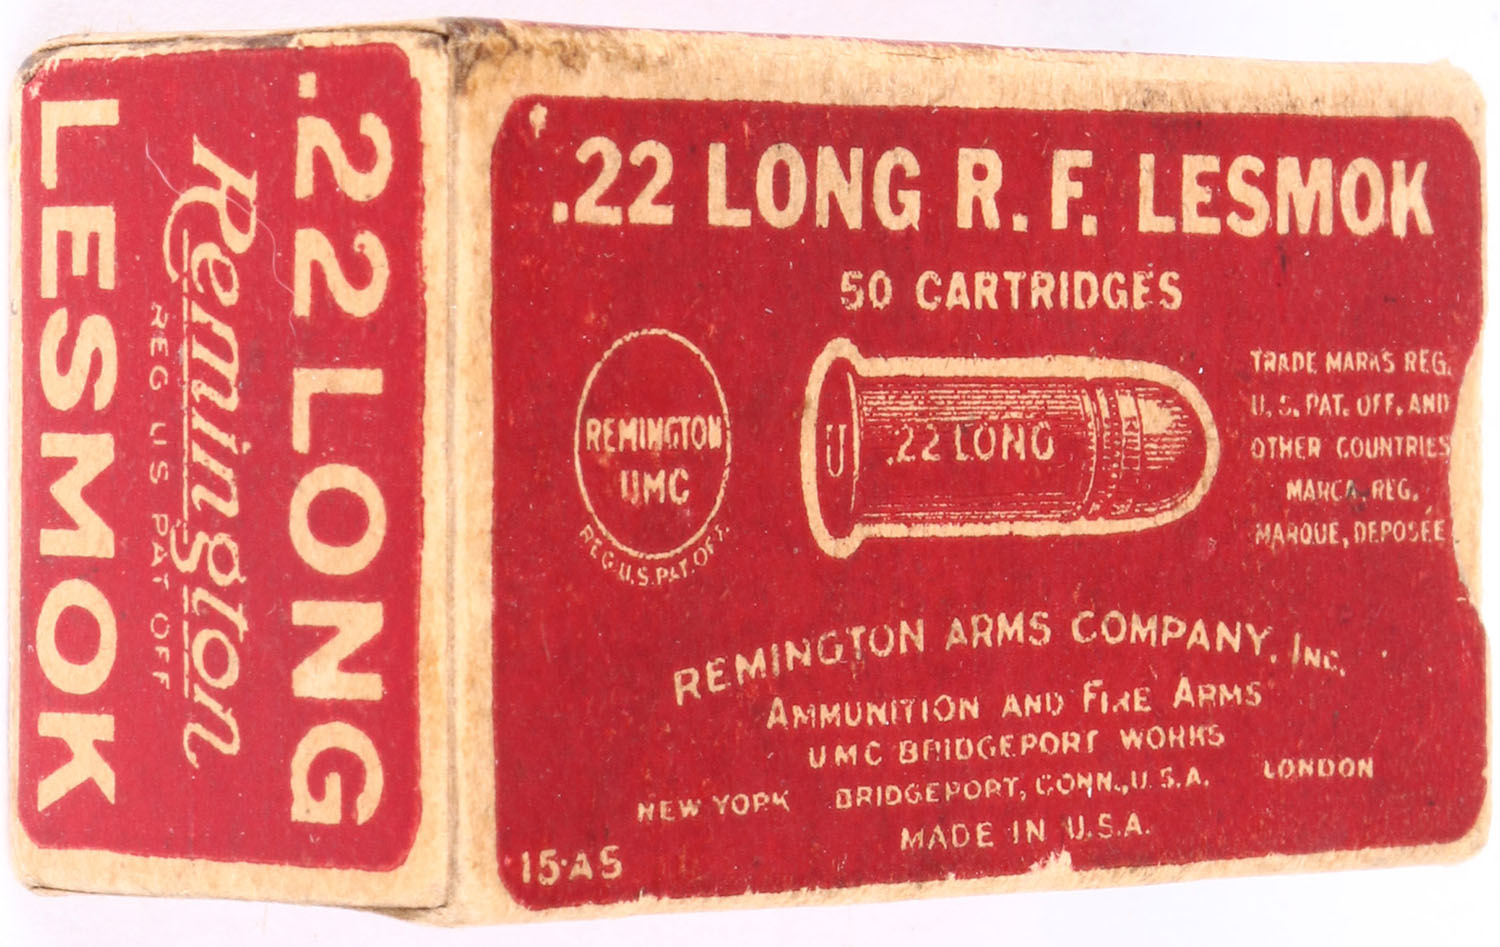 .22 LONG
Remington
REG US PAT OFF
LESMOK
.22 LONG R. F. LESMOK
50 CARTRIDGES
REMINGTON
UMC
REG. U.S. PAT. OFF.
U
.22 LONG
TRADE MARKS REG.
U. S. PAT. OFF. AND
OTHER COUNTRIES
MARCA REG.
MARQUE, DEPOSÉE
REMINGTON ARMS COMPANY, INC.
AMMUNITION AND FIRE ARMS
UMC BRIDGEPORT WORKS
NEW YORK BRIDGEPORT, CONN., U.S.A. LONDON
MADE IN U.S.A.
15-AS